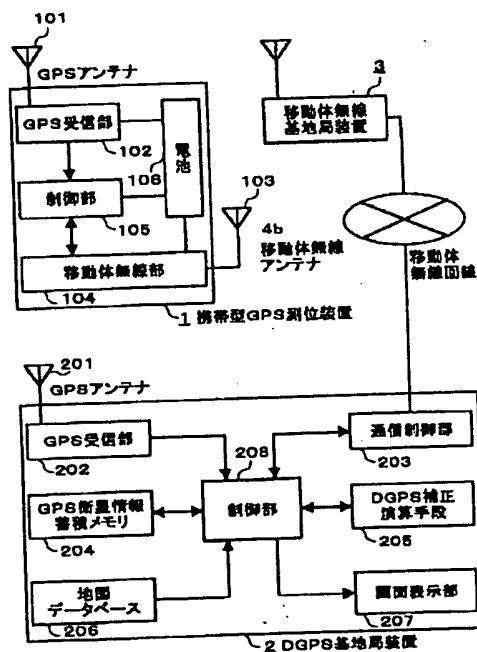 101
GPSアンテナ
GPS受信部
102
108
電池
制御部
105
103
移動体無線部
104
4b
移動体無線
アンテナ
1 携帯型GPS測位装置
3
移動体無線
基地局装置
移動体
無線回線
201
GPSアンテナ
GPS受信部
202
208
制御部
通信制御部
203
GPS衛星情報
蓄積メモリ
204
DGPS補正
演算手段
205
地図
データベース
206
画面表示部
207
2 DGPS基地局装置